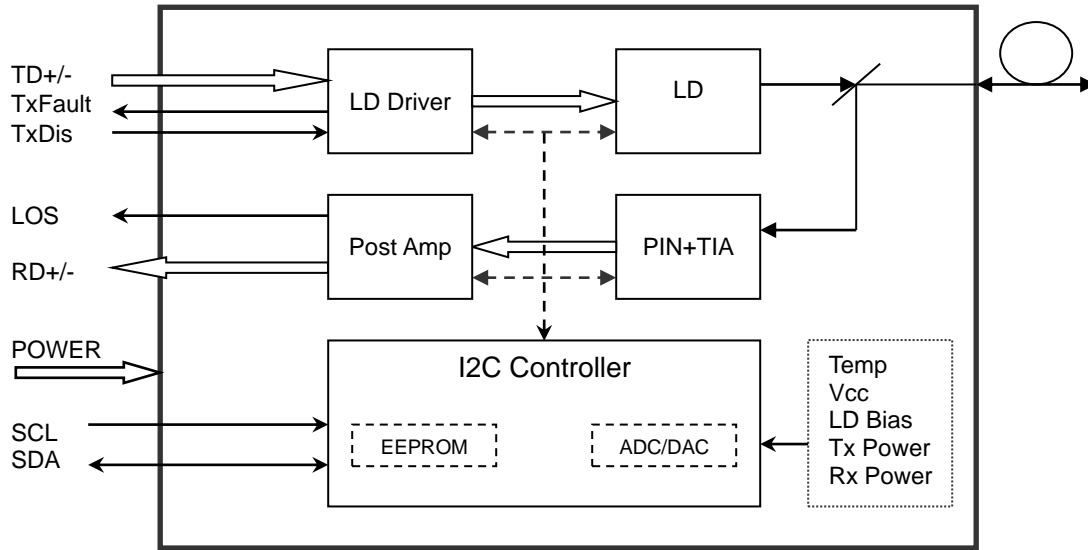 TD+/-
TxFault
TxDis
LD Driver
LD
LOS
RD+/-
Post Amp
PIN+TIA
POWER
SCL
SDA
I2C Controller
EEPROM
ADC/DAC
Temp
Vcc
LD Bias
Tx Power
Rx Power